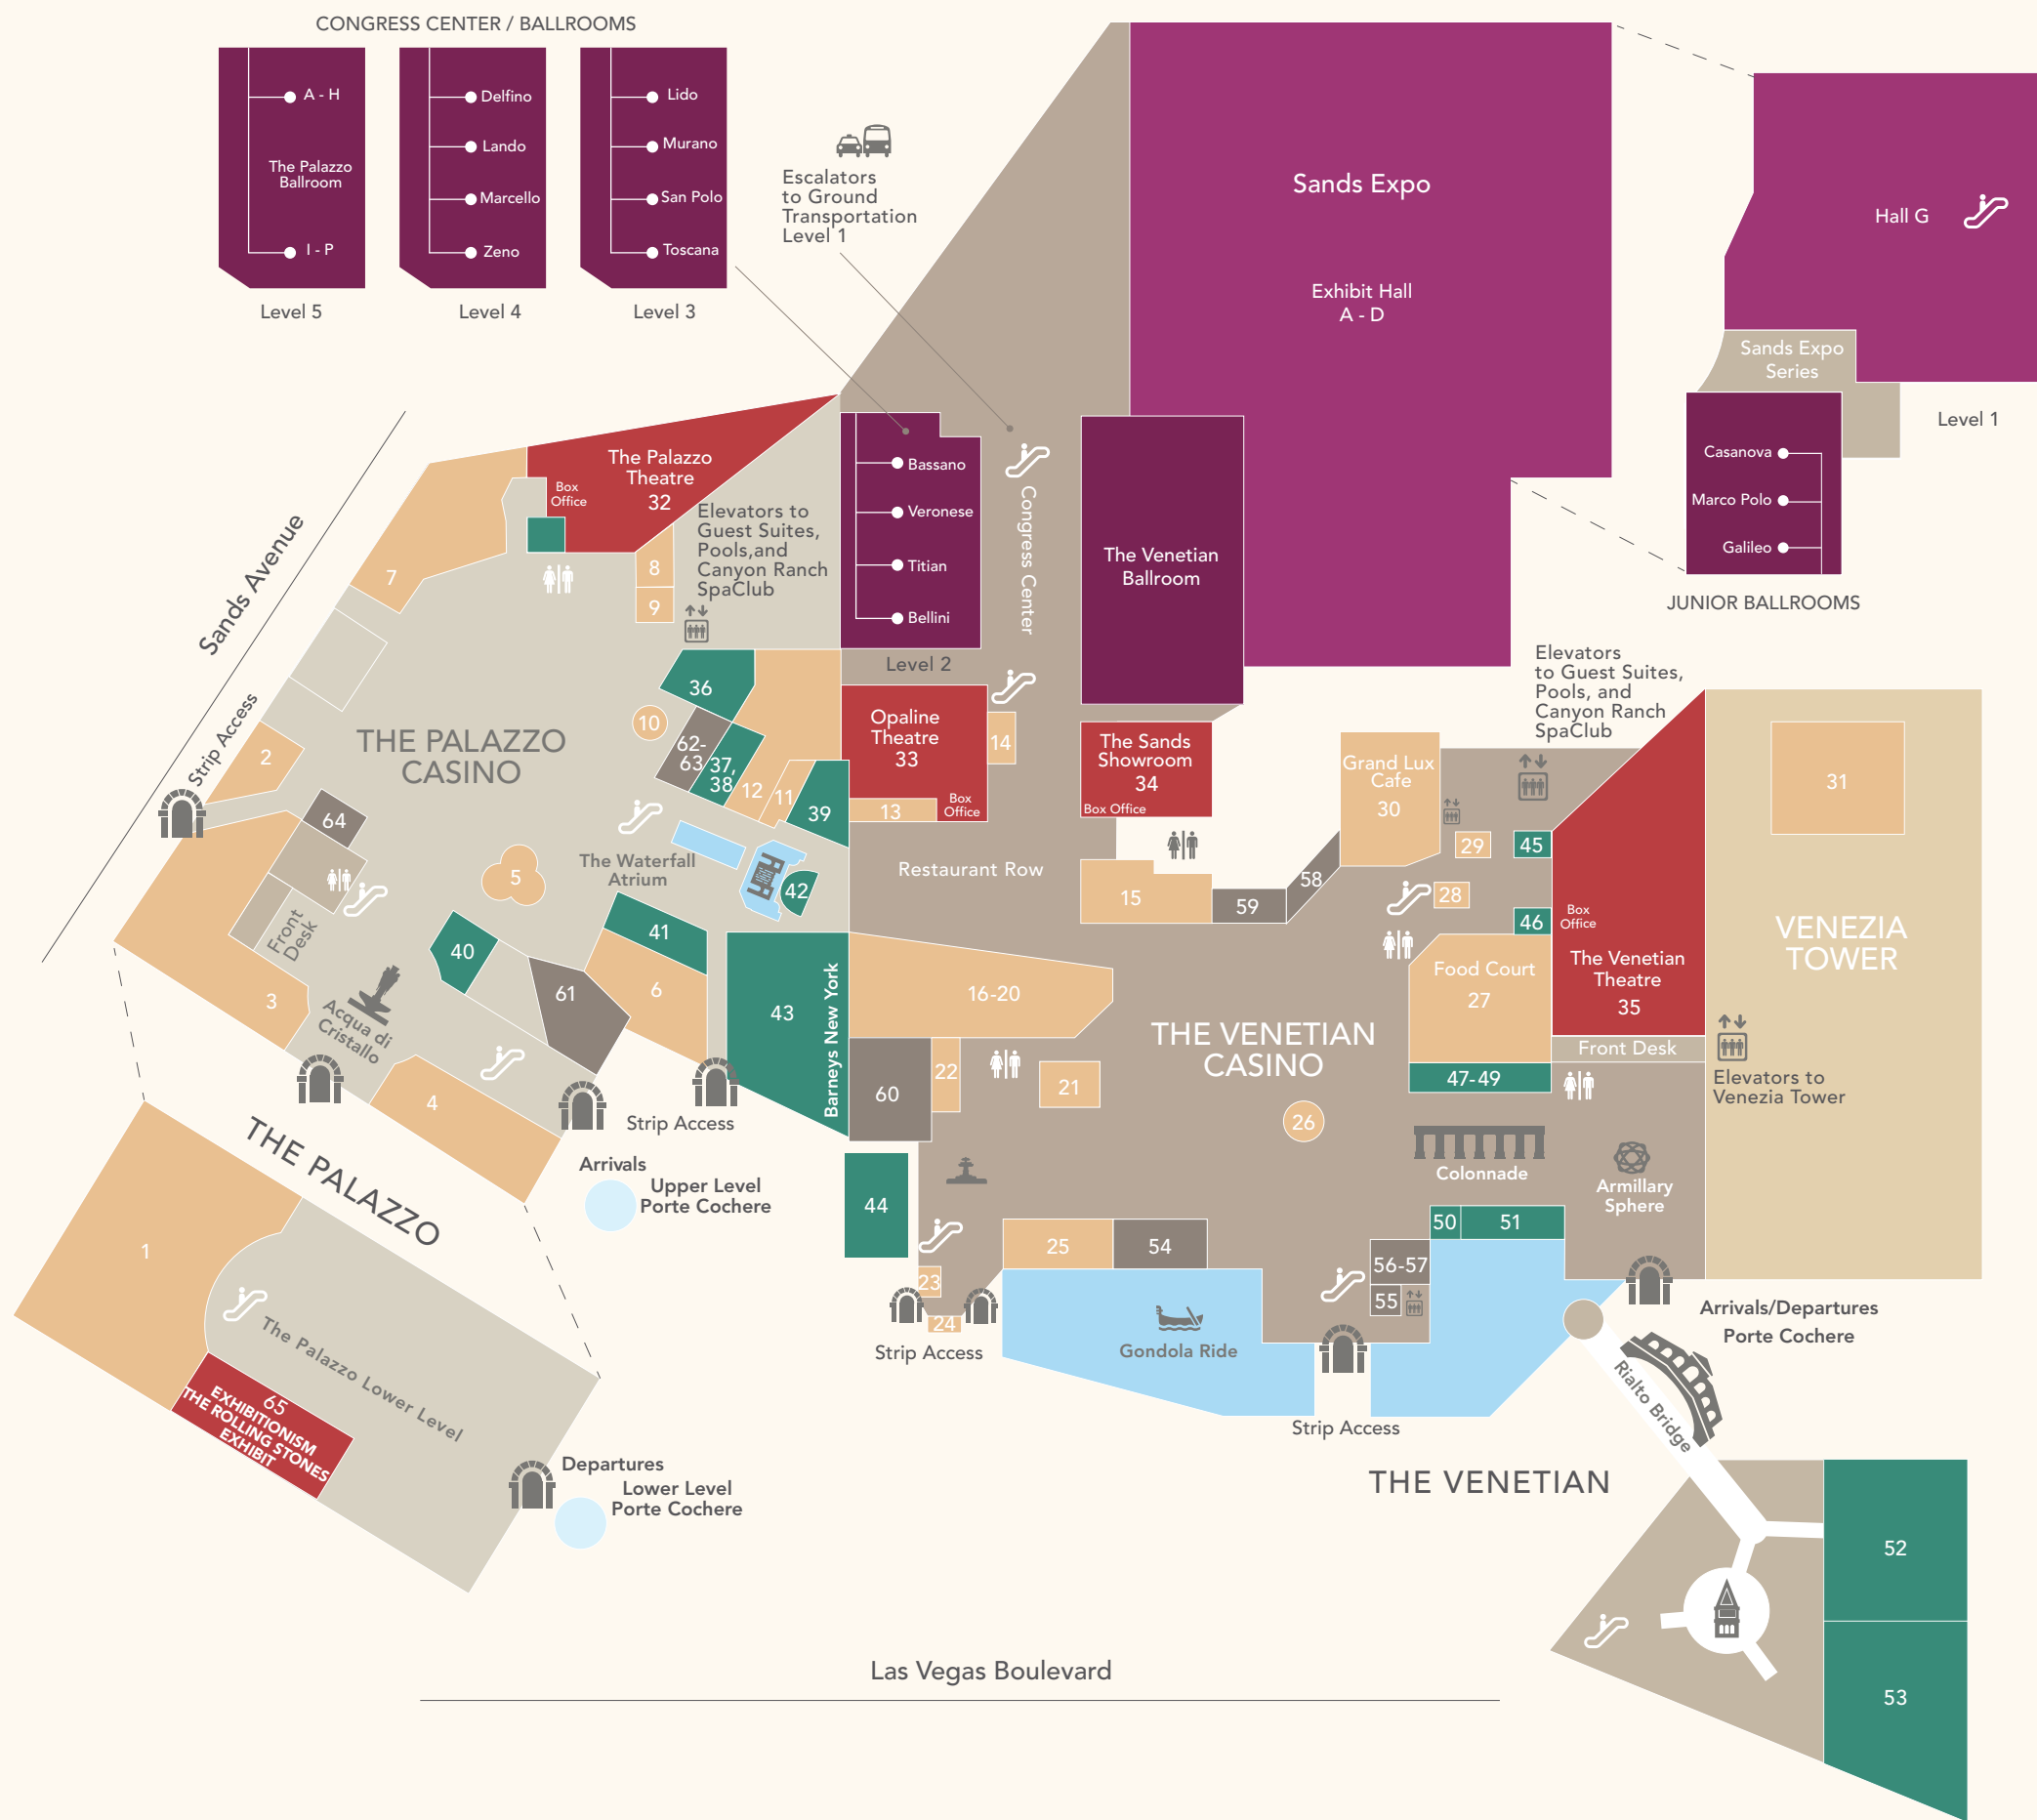 CONGRESS CENTER / BALLROOMS
A - H
The Palazzo
Ballroom
I - P
Level 5
Delfino
Lando
Marcello
Zeno
Level 4
Lido
Murano
San Polo
Toscana
Level 3
Escalators
to Ground
Transportation
Level 1
Sands Expo
Exhibit Hall
A - D
Hall G
Sands Expo
Series
Level 1
Casanova
Marco Polo
Galileo
JUNIOR BALLROOMS
Bassano
Veronese
Titian
Bellini
Level 2
Congress Center
The Venetian
Ballroom
The Palazzo
Theatre
32
Box
Office
Elevators to
Guest Suites,
Pools,and
Canyon Ranch
SpaClub
7
8
9
Sands Avenue
Strip Access
2
THE PALAZZO
CASINO
10
36
62-
63
37,
38
12
11
39
13
Opaline
Theatre
33
Box
Office
14
The Sands
Showroom
34
Box Office
Grand Lux
Cafe
30
Elevators
to Guest Suites,
Pools, and
Canyon Ranch
SpaClub
31
64
5
The Waterfall
Atrium
42
Restaurant Row
15
59
58
29
28
45
46
Box
Office
The Venetian
Theatre
35
VENEZIA
TOWER
Front
Desk
3
Acqua di
Cristallo
40
41
61
6
43
Barneys New York
16-20
THE VENETIAN
CASINO
Food Court
27
Front Desk
47-49
Elevators to
Venezia Tower
4
Strip Access
60
22
21
26
Colonnade
Armillary
Sphere
THE PALAZZO
Arrivals
Upper Level
Porte Cochere
44
23
24
Strip Access
25
54
50
51
56-57
55
Gondola Ride
Strip Access
Arrivals/Departures
Porte Cochere
Rialto Bridge
1
The Palazzo Lower Level
65
EXHIBITIONISM
THE ROLLING STONES
EXHIBIT
Departures
Lower Level
Porte Cochere
THE VENETIAN
52
53
Las Vegas Boulevard